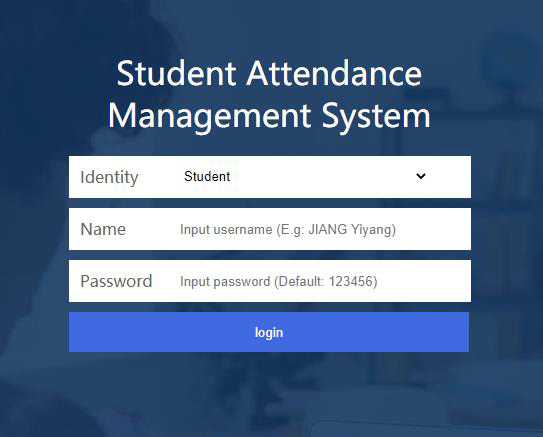 Student Attendance
Management System
Identity Student
Name Input username (E.g: JIANG Yiyang)
Password Input password (Default: 123456)
login